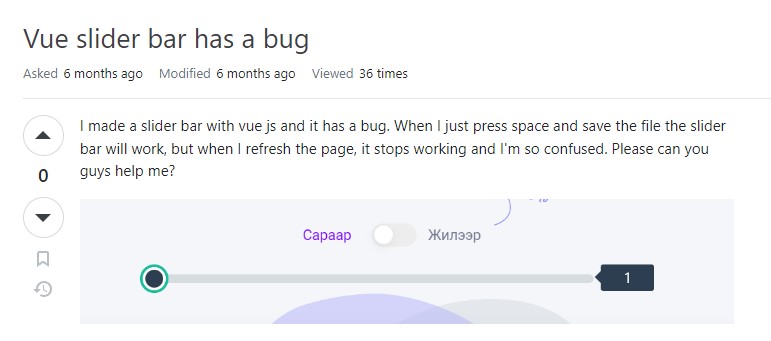 Vue slider bar has a bug
Asked 6 months ago Modified 6 months ago Viewed 36 times
I made a slider bar with vue js and it has a bug. When I just press space and save the file the slider
bar will work, but when I refresh the page, it stops working and I'm so confused. Please can you
guys help me?
0
Сараар Жилээр
1